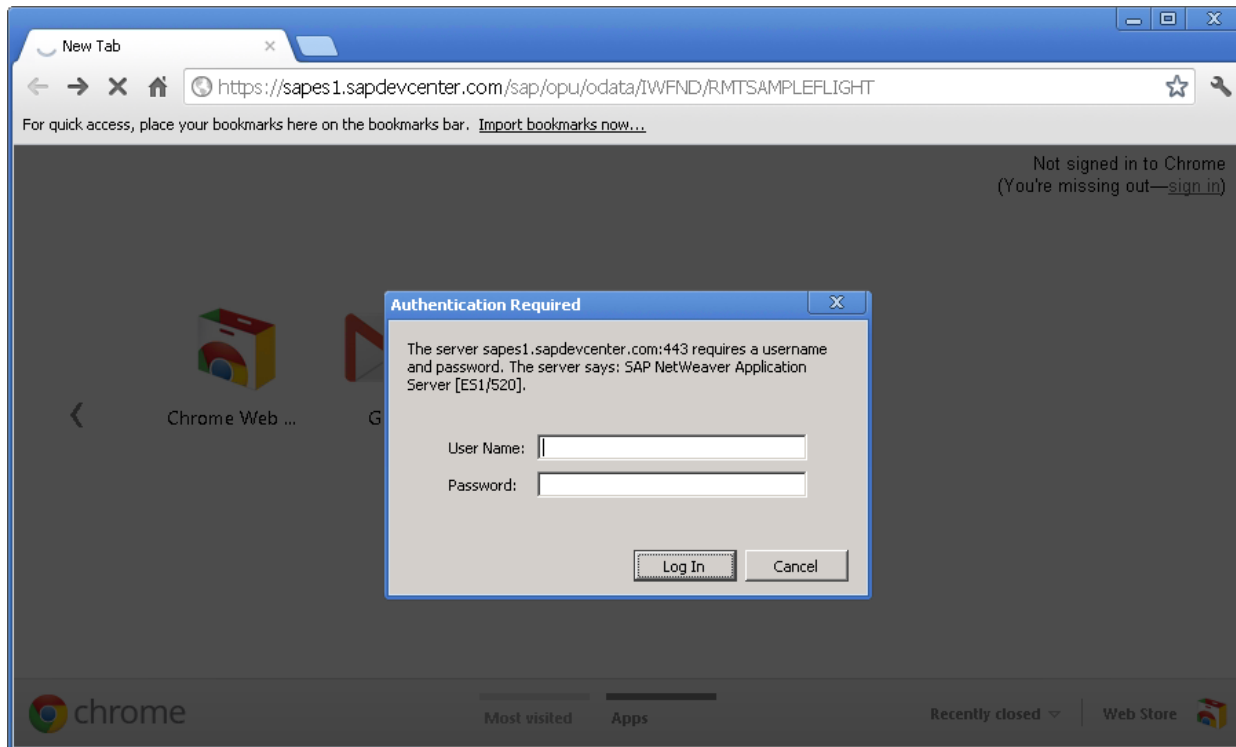 New Tab
https://sapes1.sapdevcenter.com/sap/opu/odata/IWFND/RMTSAMPLEFLIGHT
For quick access, place your bookmarks here on the bookmarks bar. Import bookmarks now...
Not signed in to Chrome
(You're missing out—sign in)
Authentication Required
The server sapes1.sapdevcenter.com:443 requires a username
and password. The server says: SAP NetWeaver Application
Server [ES1/520].
Chrome Web ...
G
User Name:
Password:
Log In
Cancel
chrome
Most visited
Apps
Recently closed
Web Store